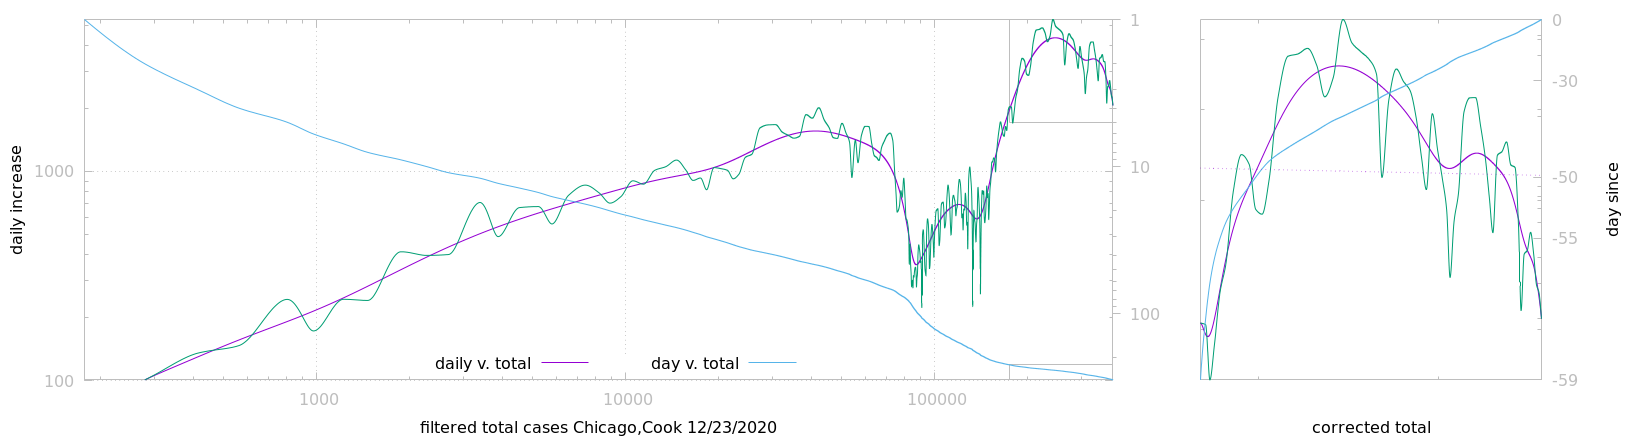 1
0
-30
10
1000
-50
daily increase
day since
-55
100
daily v. total
day v. total
100
-59
1000
10000
100000
filtered total cases Chicago,Cook 12/23/2020
corrected total